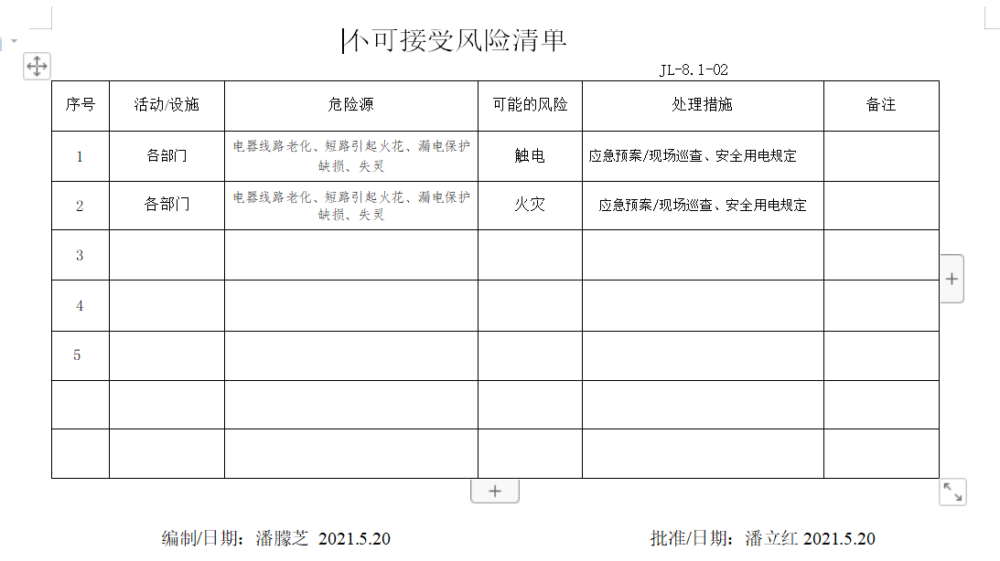 不可接受风险清单
JL-8.1-02
序号 活动/设施 危险源 可能的风险 处理措施 备注
1 各部门 电器线路老化、短路引起火花、漏电保护 触电 应急预案/现场巡查、安全用电规定
缺损、失灵
2 各部门 电器线路老化、短路引起火花、漏电保护 火灾 应急预案/现场巡查、安全用电规定
缺损、失灵
3
4
5
编制/日期：潘朦芝 2021.5.20 批准/日期：潘立红 2021.5.20